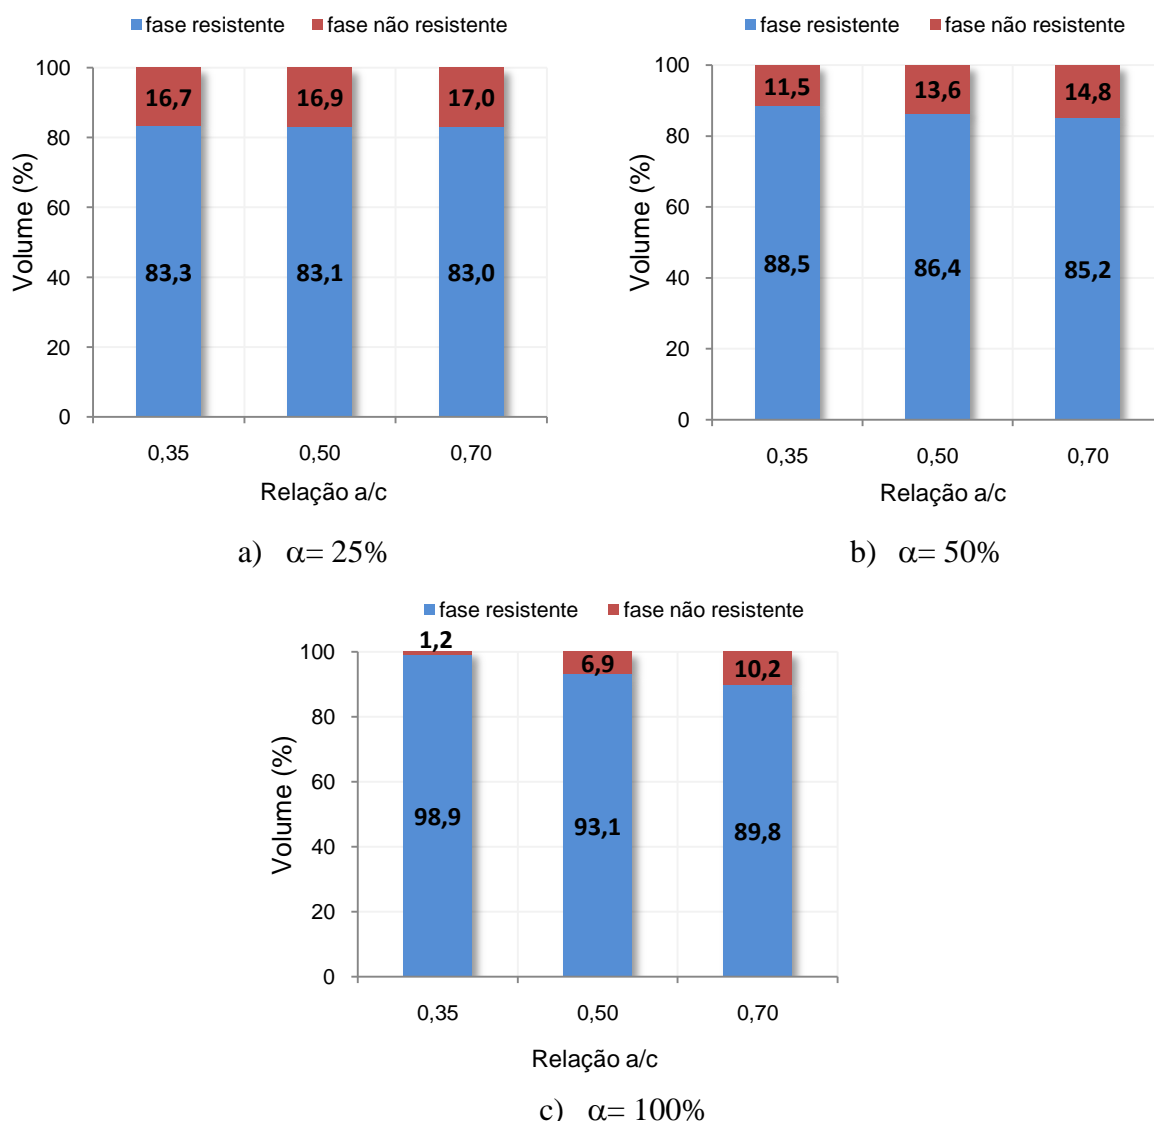 fase resistente fase não resistente
100
80
60
40
20
0
Volume (%)
16,7 16,9 17,0
83,3 83,1 83,0
0,35 0,50 0,70
Relação a/c
a) α= 25%
fase resistente fase não resistente
100
80
60
40
20
0
Volume (%)
11,5 13,6 14,8
88,5 86,4 85,2
0,35 0,50 0,70
Relação a/c
b) α= 50%
fase resistente fase não resistente
100
80
60
40
20
0
Volume (%)
1,2 6,9 10,2
98,9 93,1 89,8
0,35 0,50 0,70
Relação a/c
c) α= 100%